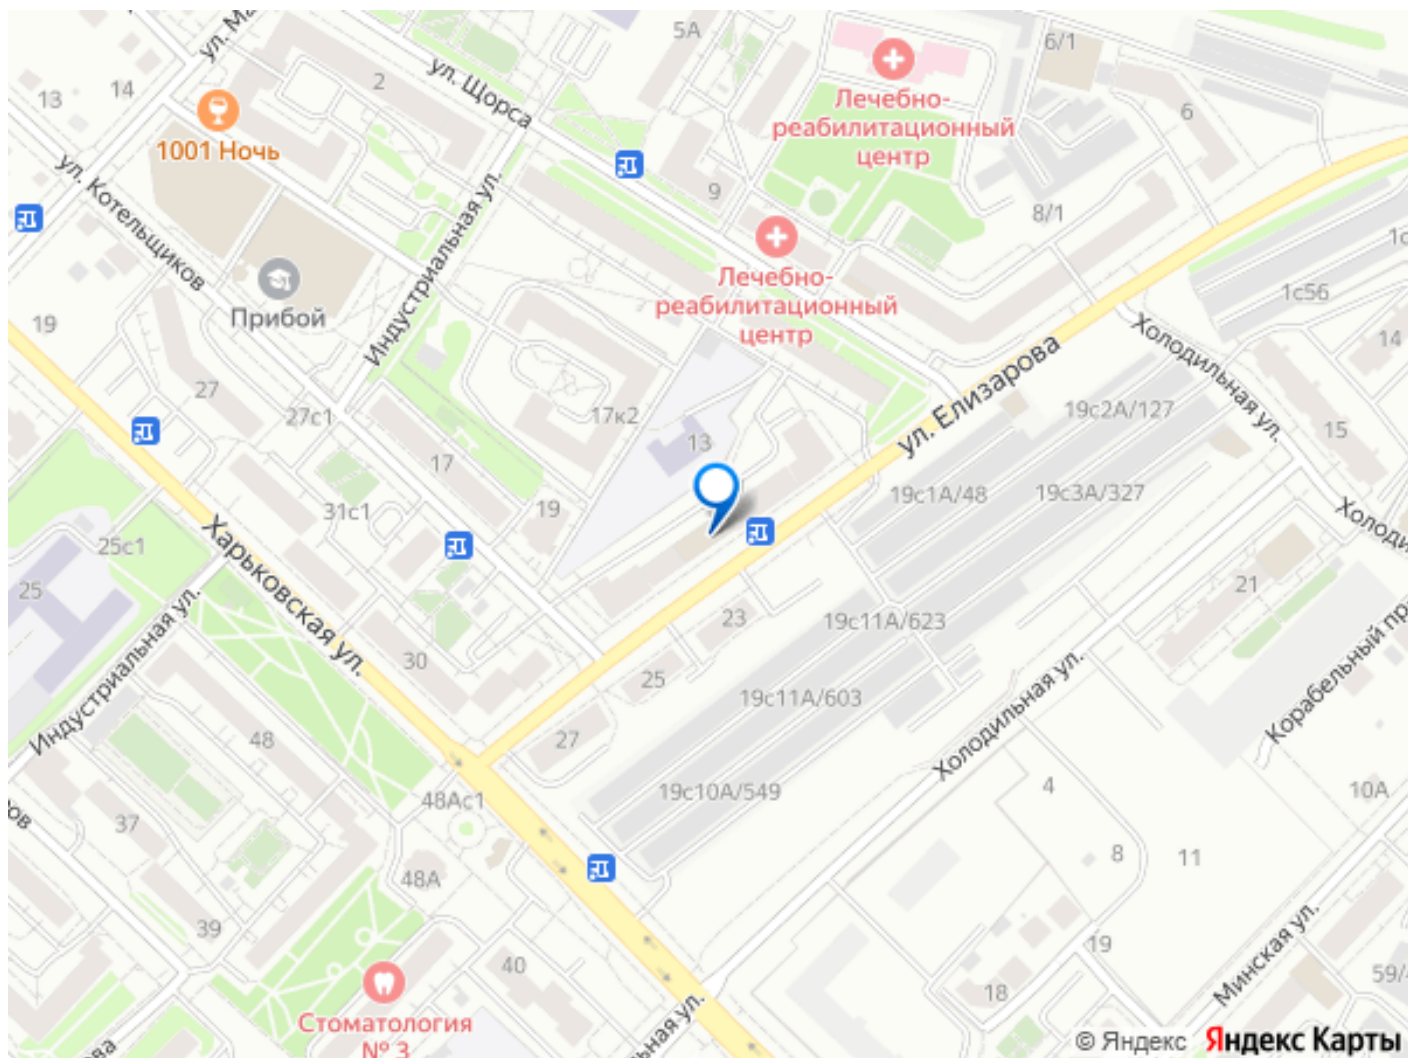 5А
6/1
ул. Щорса
2
Лечебно-
реабилитационный
центр
13
14
6
1001 Ночь
ул. Котельщиков
9
8/1
Индустриальная ул.
Лечебно-
реабилитационный
центр
1с56
Прибой
19
Холодильная ул.
14
ул. Елизарова
27
27с1
17к2
19с2А/127
15
13
17
19с1А/48
19с3А/327
31с1
19
Харьковская ул.
25с1
25
21
Индустриальная ул.
23
19с11А/623
30
25
19с11А/603
Холодильная ул.
48
27
48Ас1
19с10А/549
4
10А
37
8
11
48А
39
19
Минская ул.
40
18
Стоматология
№ 3
© Яндекс Яндекс Карты